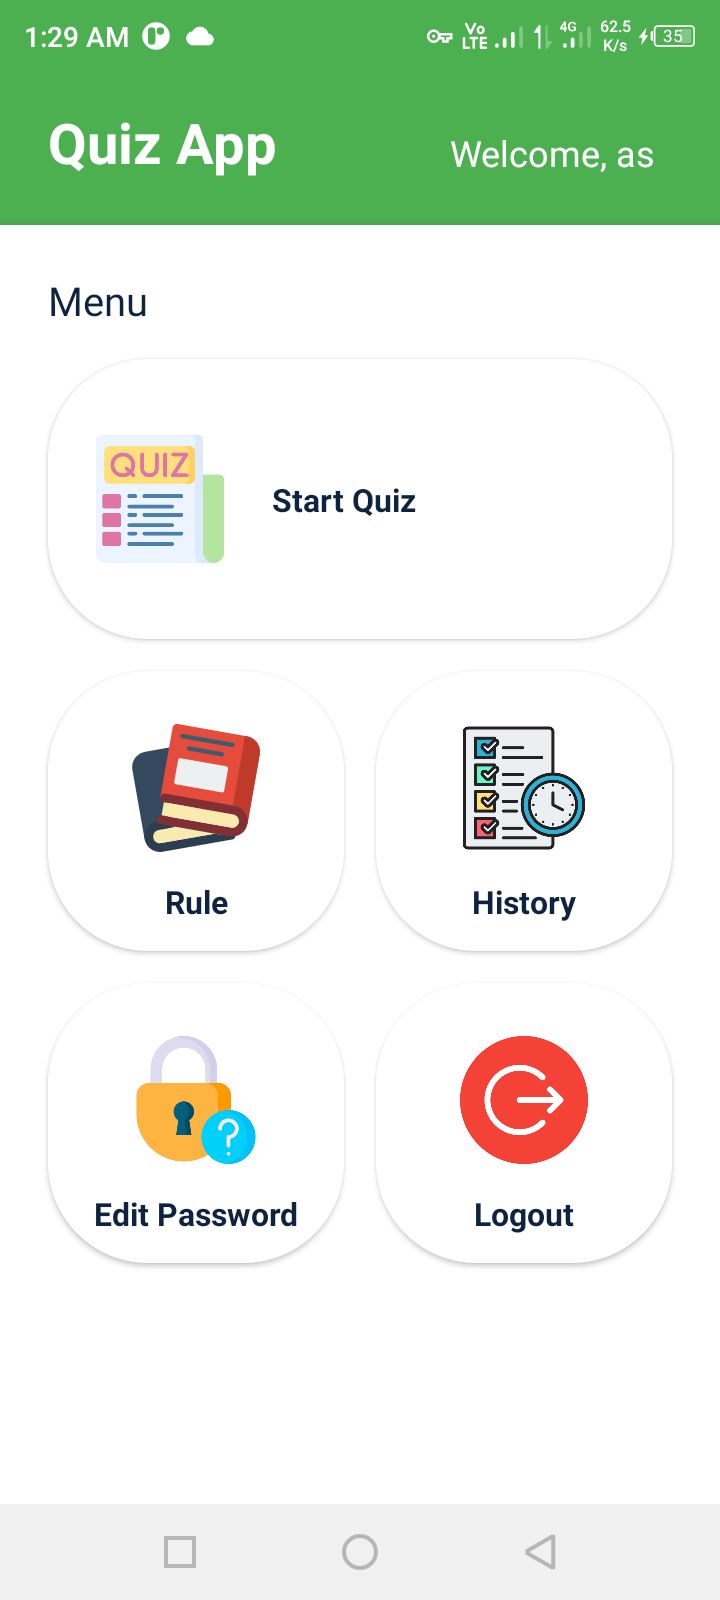 1:29 AM
Vo LTE
4G
62.5 K/s
35
Quiz App
Welcome, as
Menu
QUIZ
Start Quiz
Rule
History
Edit Password
Logout